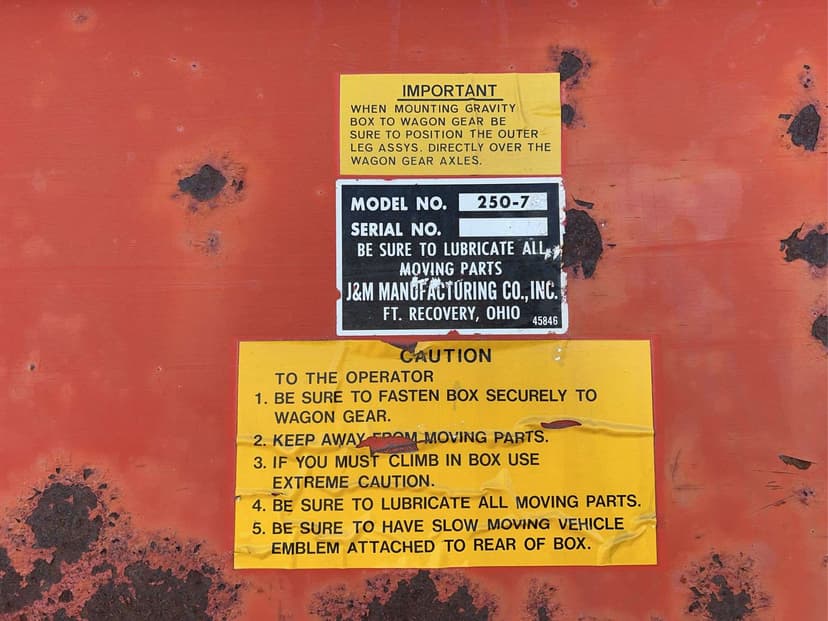 IMPORTANT
WHEN MOUNTING GRAVITY
BOX TO WAGON GEAR BE
SURE TO POSITION THE OUTER
LEG ASSYS. DIRECTLY OVER THE
WAGON GEAR AXLES.
MODEL NO. 250-7
SERIAL NO.
BE SURE TO LUBRICATE ALL
MOVING PARTS
J&M MANUFACTURING CO., INC.
FT. RECOVERY, OHIO 45846
CAUTION
TO THE OPERATOR
1. BE SURE TO FASTEN BOX SECURELY TO
WAGON GEAR.
2. KEEP AWAY FROM MOVING PARTS.
3. IF YOU MUST CLIMB IN BOX USE
EXTREME CAUTION.
4. BE SURE TO LUBRICATE ALL MOVING PARTS.
5. BE SURE TO HAVE SLOW MOVING VEHICLE
EMBLEM ATTACHED TO REAR OF BOX.